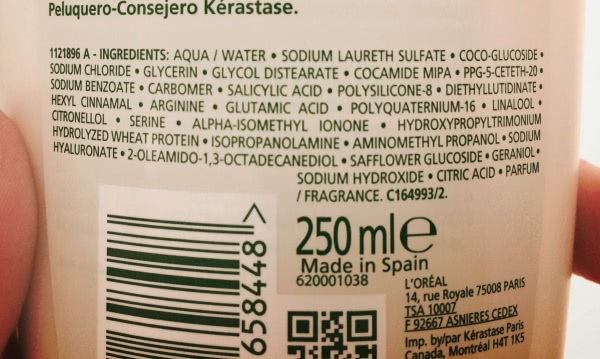 Peluquero-Consejero Kérastase.
1121896 A - INGREDIENTS: AQUA / WATER • SODIUM LAURETH SULFATE • COCO-GLUCOSIDE •
SODIUM CHLORIDE • GLYCERIN • GLYCOL DISTEARATE • COCAMIDE MIPA • PPG-5-CETETH-20 •
SODIUM BENZOATE • CARBOMER • SALICYLIC ACID • POLYSILICONE-8 • DIETHYLLUTIDINATE •
HEXYL CINNAMAL • ARGININE • GLUTAMIC ACID • POLYQUATERNIUM-16 • LINALOOL •
CITRONELLOL • SERINE • ALPHA-ISOMETHYL IONONE • HYDROXYPROPYLTRIMONIUM
HYDROLYZED WHEAT PROTEIN • ISOPROPANOLAMINE • AMINOMETHYL PROPANOL • SODIUM
HYALURONATE • 2-OLEAMIDO-1,3-OCTADECANEDIOL • SAFFLOWER GLUCOSIDE • GERANIOL •
SODIUM HYDROXIDE • CITRIC ACID • PARFUM
/ FRAGRANCE. C164993/2.
658448 >
250 ml e
Made in Spain
620001038
L'ORÉAL
14, rue Royale 75008 PARIS
TSA 10007
F 92667 ASNIERES CEDEX
Imp. by/par Kérastase Paris
Canada, Montréal H4T 1K5